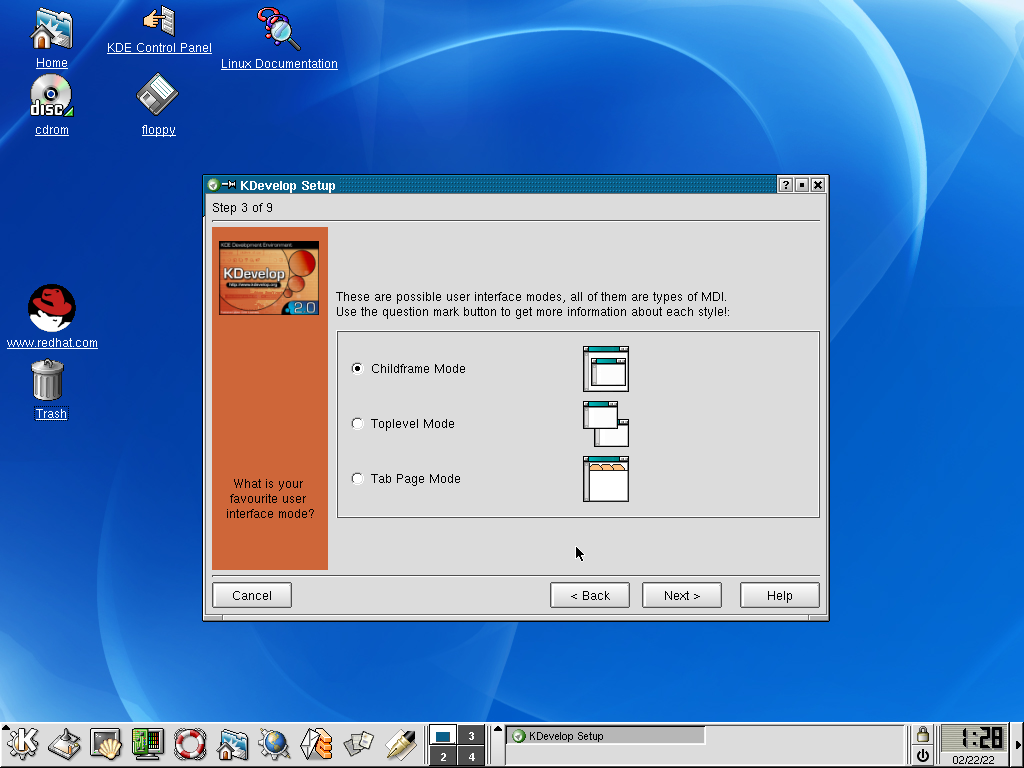 Home
KDE Control Panel
Linux Documentation
disc
cdrom
floppy
www.redhat.com
Trash
KDevelop Setup
Step 3 of 9
KDE Development Environment
KDevelop
http://www.kdevelop.org
2.0
What is your
favourite user
interface mode?
These are possible user interface modes, all of them are types of MDI.
Use the question mark button to get more information about each style!:
Childframe Mode
Toplevel Mode
Tab Page Mode
Cancel
< Back
Next >
Help
K
3
2
4
KDevelop Setup
1:28
02/22/22